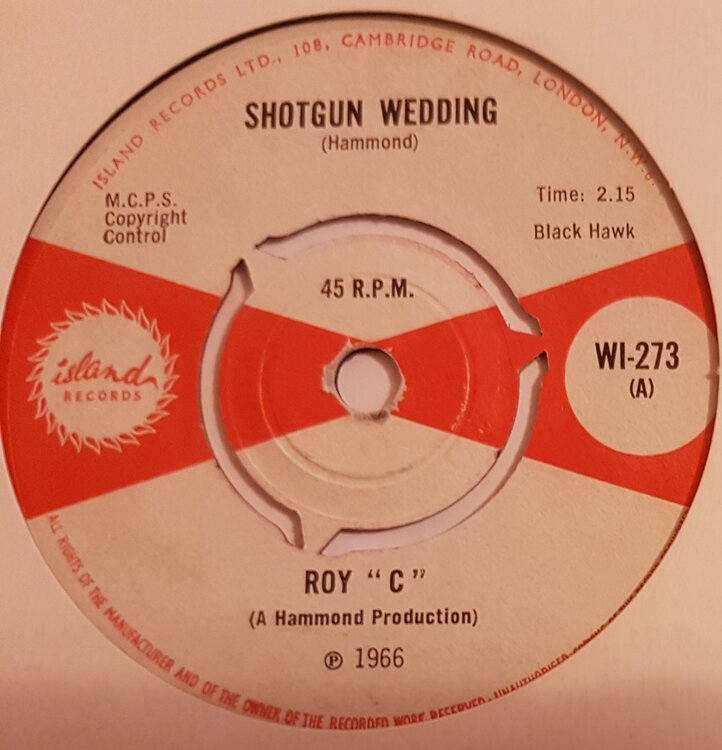 ISLAND RECORDS LTD., 108, CAMBRIDGE ROAD, LONDON, N.W.6.
SHOTGUN WEDDING
(Hammond)
M.C.P.S.
Copyright
Control
Time: 2.15
Black Hawk
45 R.P.M.
island
RECORDS
WI-273
(A)
ROY “C”
(A Hammond Production)
℗ 1966
ALL RIGHTS OF THE MANUFACTURER AND OF THE OWNER OF THE RECORDED WORK RESERVED. UNAUTHORISED